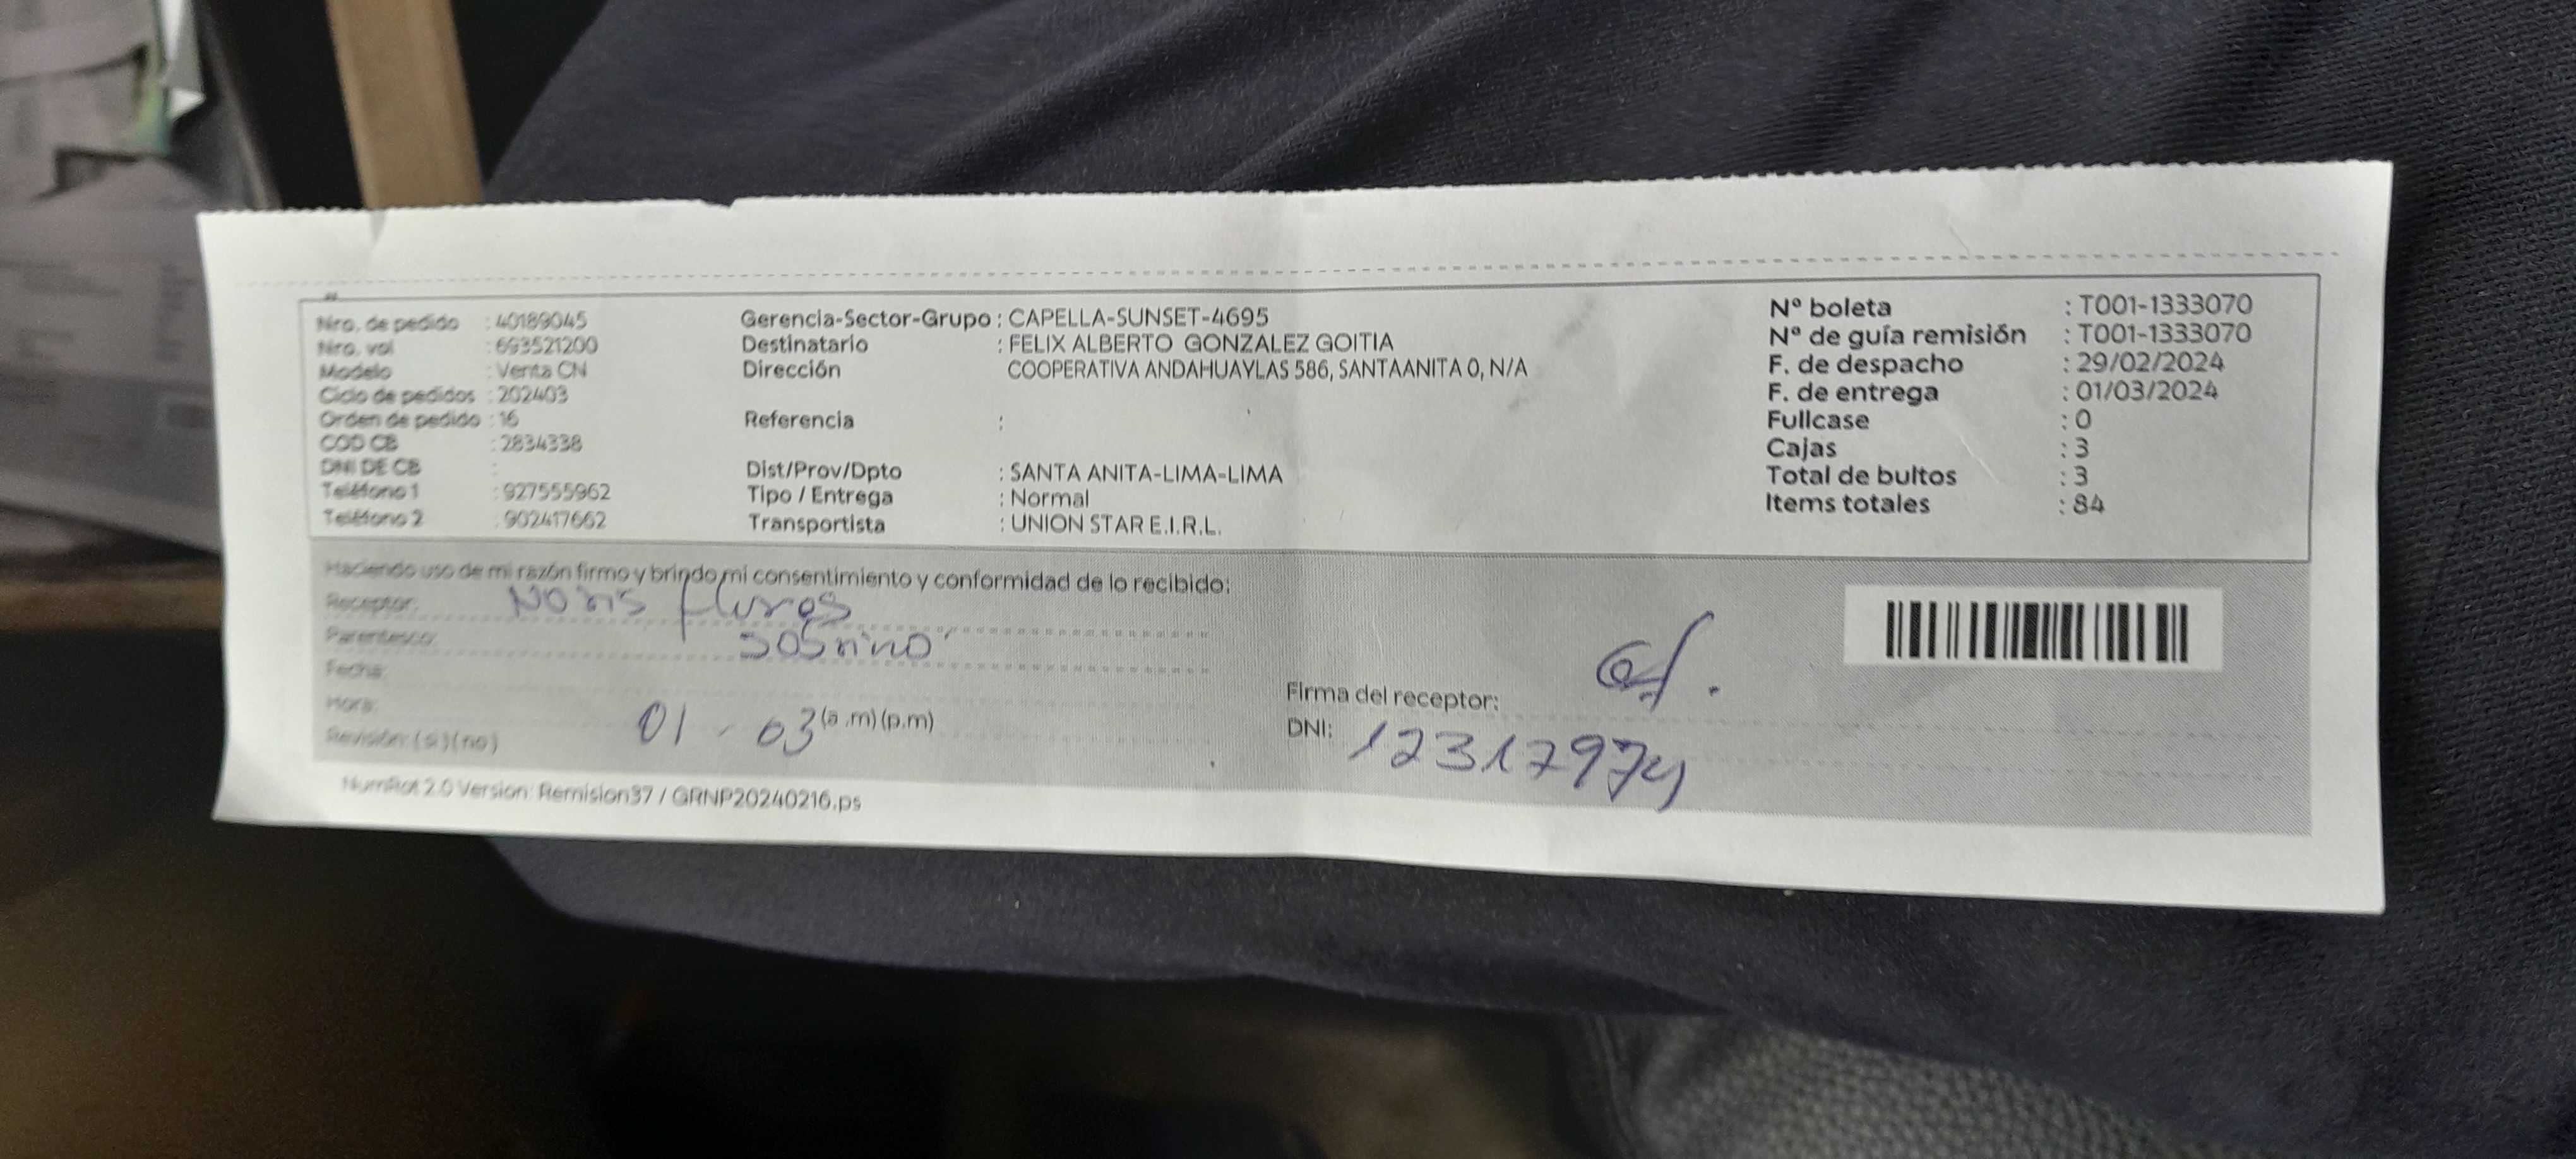 Nro. de pedido : 40189045
Nro. vol : 693521200
Modelo : Venta CN
Ciclo de pedidos : 202403
Orden de pedido : 16
COD CB : 2834338
DNI DE CB :
Teléfono 1 : 927555962
Teléfono 2 : 902417662
Gerencia-Sector-Grupo : CAPELLA-SUNSET-4695
Destinatario : FELIX ALBERTO GONZALEZ GOITIA
Dirección COOPERATIVA ANDAHUAYLAS 586, SANTAANITA 0, N/A
Referencia :
Dist/Prov/Dpto : SANTA ANITA-LIMA-LIMA
Tipo / Entrega : Normal
Transportista : UNION STAR E.I.R.L.
Nº boleta : T001-1333070
Nº de guía remisión : T001-1333070
F. de despacho : 29/02/2024
F. de entrega : 01/03/2024
Fullcase : 0
Cajas : 3
Total de bultos : 3
Items totales : 84
Haciendo uso de mi razón firmo y brindo mi consentimiento y conformidad de lo recibido:
Receptor: Noris
Parentesco: sobrino
Fecha:
Hora: 01 - 03 (a .m) (p.m)
Revisión: (si) (no)
Firma del receptor:
DNI: 12317974
NumRot 2.0 Version: Remision37 / GRNP20240216.ps